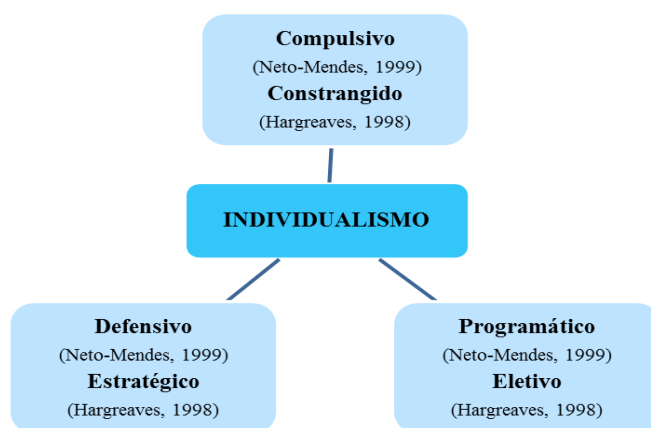 Compulsivo
(Neto-Mendes, 1999)
Constrangido
(Hargreaves, 1998)
INDIVIDUALISMO
Defensivo
(Neto-Mendes, 1999)
Estratégico
(Hargreaves, 1998)
Programático
(Neto-Mendes, 1999)
Eletivo
(Hargreaves, 1998)